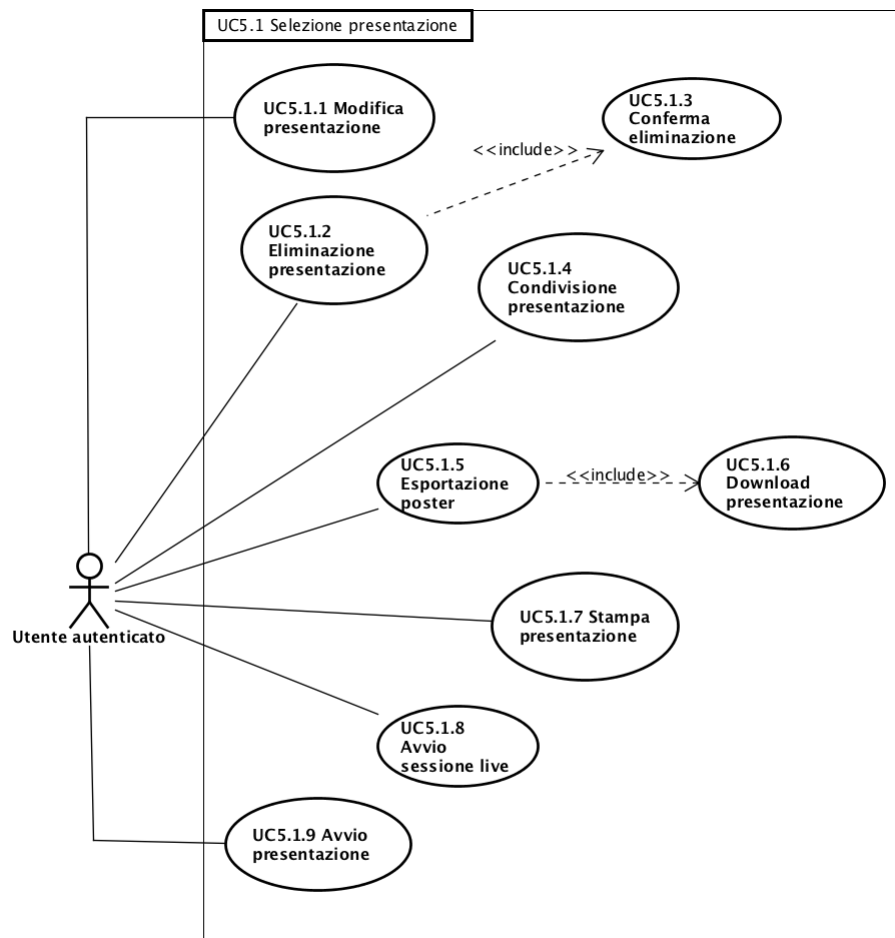 UC5.1 Selezione presentazione
UC5.1.1 Modifica
presentazione
UC5.1.3
Conferma
eliminazione
<<include>>
UC5.1.2
Eliminazione
presentazione
UC5.1.4
Condivisione
presentazione
UC5.1.5
Esportazione
poster
<<include>>
UC5.1.6
Download
presentazione
UC5.1.7 Stampa
presentazione
Utente autenticato
UC5.1.8
Avvio
sessione live
UC5.1.9 Avvio
presentazione